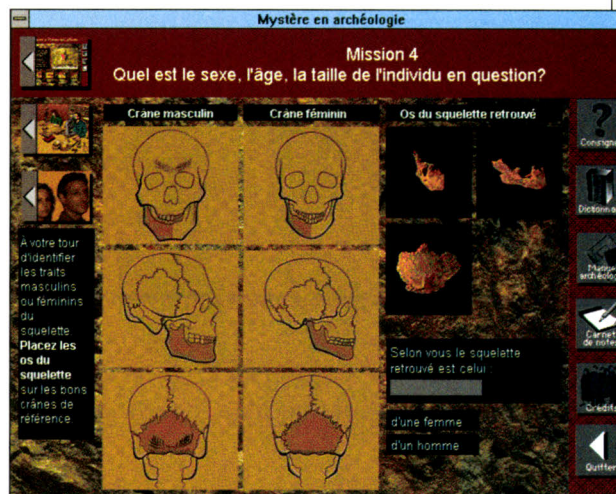 Mystère en archéologie
Mission 4
Quel est le sexe, l'âge, la taille de l'individu en question?
Crâne masculin
Crâne féminin
Os du squelette retrouvé
A votre tour
d'identifier
les traits
masculins
ou féminins
du
squelette.
Placez les
os du
squelette
sur les bons
crânes de
référence.
Selon vous le squelette
retrouvé est celui :
d'une femme
d'un homme
Consigne
Carnet
de notes
Crédits
Quitter